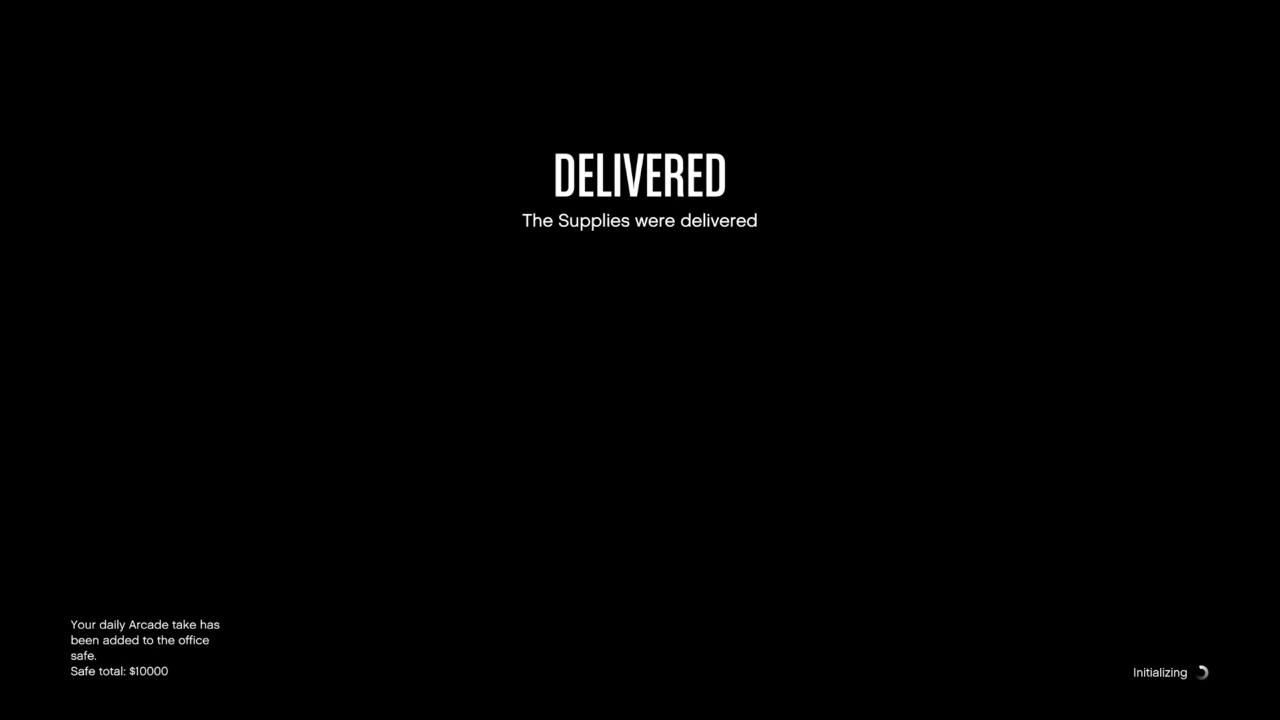 DELIVERED
The Supplies were delivered
Your daily Arcade take has
been added to the office
safe.
Safe total: $10000
Initializing